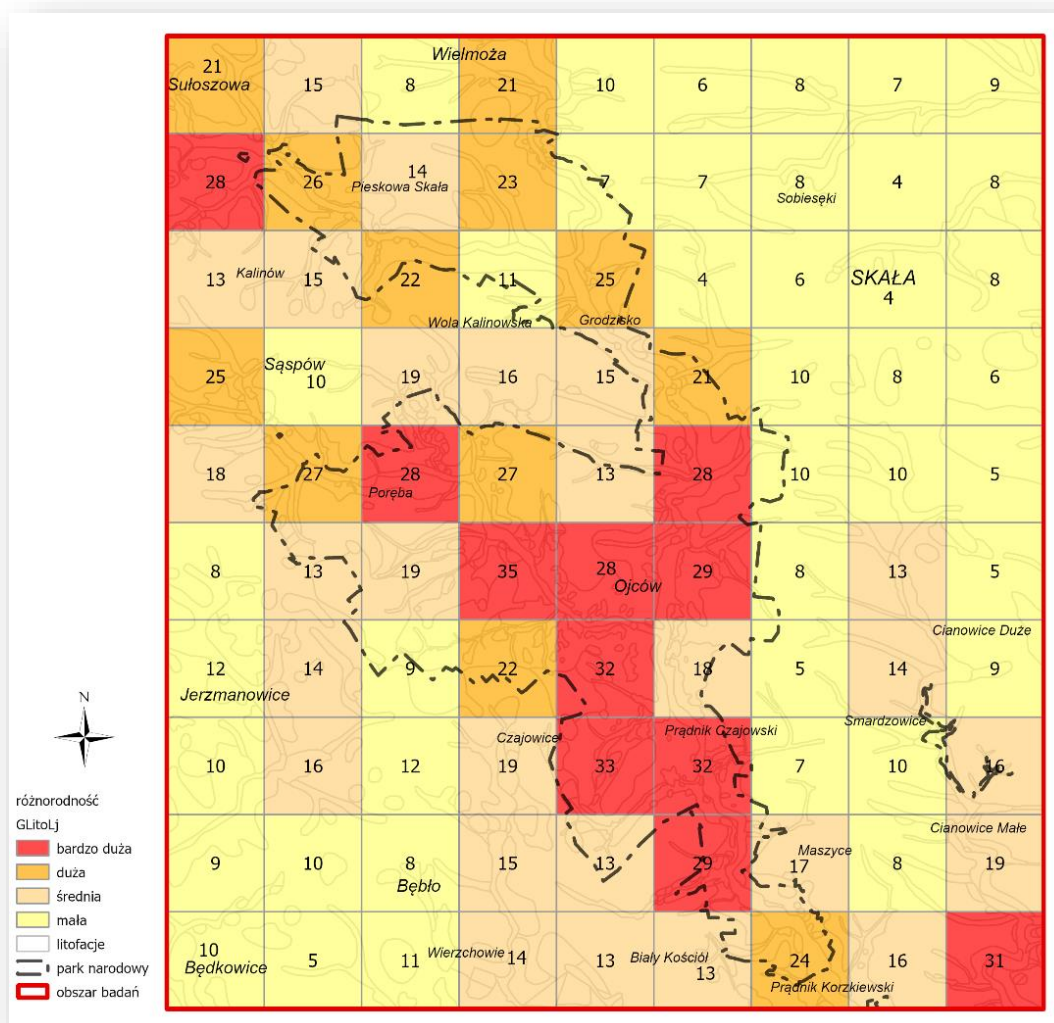 Wielmoża
21 15 8 21 10 6 8 7 9
Sułoszowa
28 26 14 23 7 7 8 4 8
Pieskowa Skała
Sobiesęki
13 Kalinów 15 22 11 25 4 6 SKAŁA 8
4
Wola Kalinowska Grodzisko
Sąspów
25 10 19 16 15 21 10 8 6
18 27 28 27 13 28 10 10 5
Poręba
8 13 19 35 28 29 8 13 5
Ojców
Cianowice Duże
12 14 9 22 32 18 5 14 9
Jerzmanowice
Smardzowice
Czajowice Prądnik Czajowski
10 16 12 19 33 32 7 10 16
Cianowice Małe
Maszyce
9 10 8 15 13 29 17 8 19
Bębło
Wierzchowie Biały Kościół
10 5 11 14 13 13 24 16 31
Będkowice
Prądnik Korzkiewski
N
różnorodność
GLitoLj
bardzo duża
duża
średnia
mała
litofacje
park narodowy
obszar badań